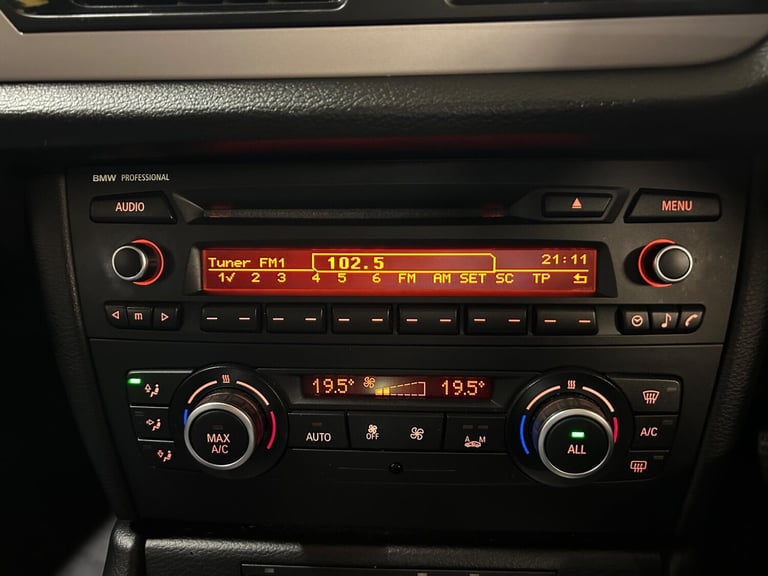 BMW PROFESSIONAL
AUDIO
MENU
Tuner FM1 102.5 21:11
1✓ 2 3 4 5 6 FM AM SET SC TP
m
19.5° 19.5°
MAX A/C
AUTO
OFF
A M
ALL
A/C